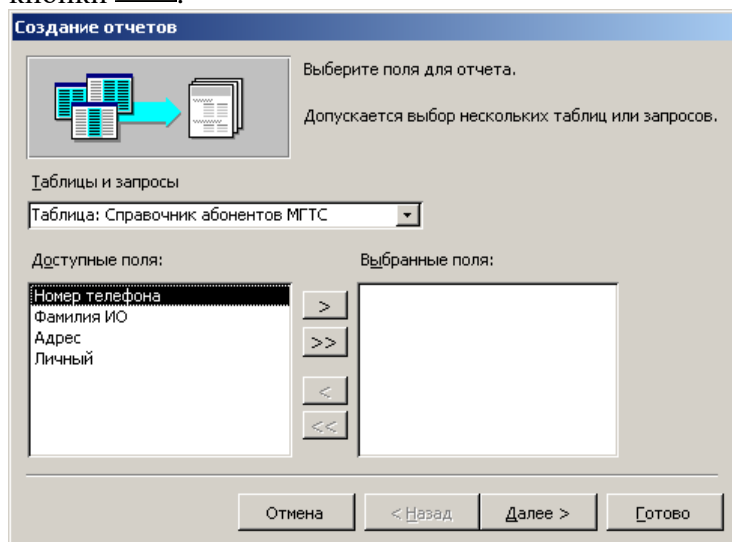 кнопки
Создание отчетов
Выберите поля для отчета.
Допускается выбор нескольких таблиц или запросов.
Таблицы и запросы
Таблица: Справочник абонентов МГТС
Доступные поля:
Выбранные поля:
Номер телефона
Фамилия ИО
Адрес
Личный
>
>>
<
<<
Отмена
< Назад
Далее >
Готово